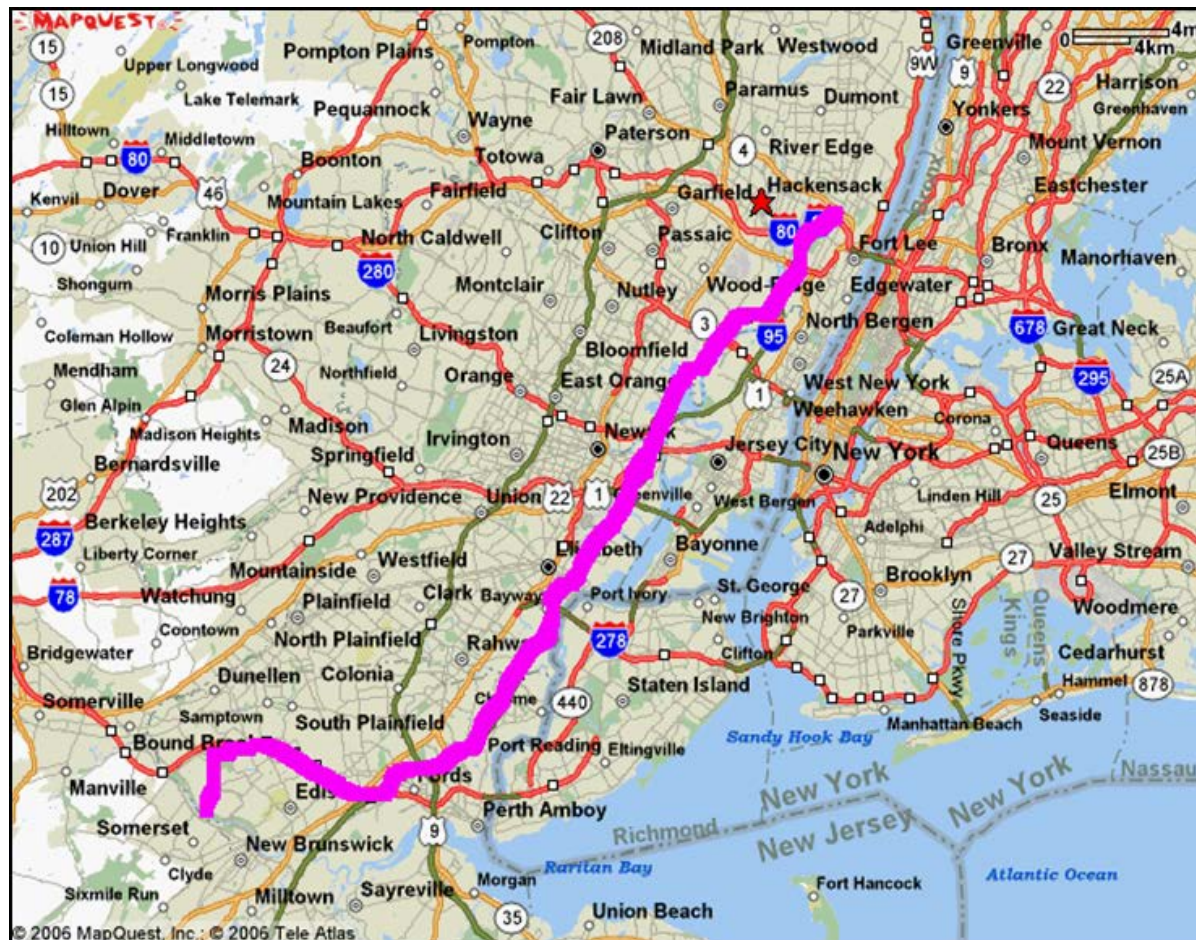 MAPQUEST
15
Pompton Plains
Pompton
208
Midland Park
Westwood
9W
Greenville
9
0
4m
4km
Upper Longwood
Lake Telemark
Pequannock
Fair Lawn
Paramus
Dumont
22
Harrison
Greenhaven
15
Hilltown
Middletown
Wayne
Paterson
Yonkers
Mount Vernon
80
Boonton
Totowa
4
River Edge
Bronx
Dover
46
Mountain Lakes
Fairfield
Garfield
Hackensack
Eastchester
Kenvil
Franklin
North Caldwell
Clifton
Passaic
80
Fort Lee
Bronx
10
Union Hill
280
Manorhaven
Shongum
Morris Plains
Montclair
Nutley
Edgewater
Coleman Hollow
Morristown
Beaufort
Livingston
3
95
North Bergen
678
Great Neck
Bloomfield
Mendham
24
Northfield
Orange
West New York
295
25A
Glen Alpin
Madison
1
Weehawken
Corona
Madison Heights
Irvington
Queens
Bernardsville
Springfield
Jersey City
New York
25B
202
New Providence
Union
22
1
West Bergen
Linden Hill
25
Elmont
Berkeley Heights
287
Liberty Corner
Westfield
Bayonne
Adelphi
27
Valley Stream
Mountainside
78
Watchung
Clark
Bayway
Port Ivory
St. George
Brooklyn
Plainfield
New Brighton
27
Kings
Queens
Woodmere
Coontown
North Plainfield
278
Clifton
Parkville
Shore Pkwy
Bridgewater
Dunellen
Colonia
Staten Island
Cedarhurst
Hammel
878
Somerville
Samptown
South Plainfield
440
Manhattan Beach
Seaside
Port Reading
Eltingville
Sandy Hook Bay
Manville
New York
New York
Nassau
Somerset
Perth Amboy
New Brunswick
9
Richmond
New Jersey
Clyde
Raritan Bay
Atlantic Ocean
Sixmile Run
Milltown
Sayreville
Morgan
Fort Hancock
35
Union Beach
© 2006 MapQuest, Inc.; © 2006 Tele Atlas